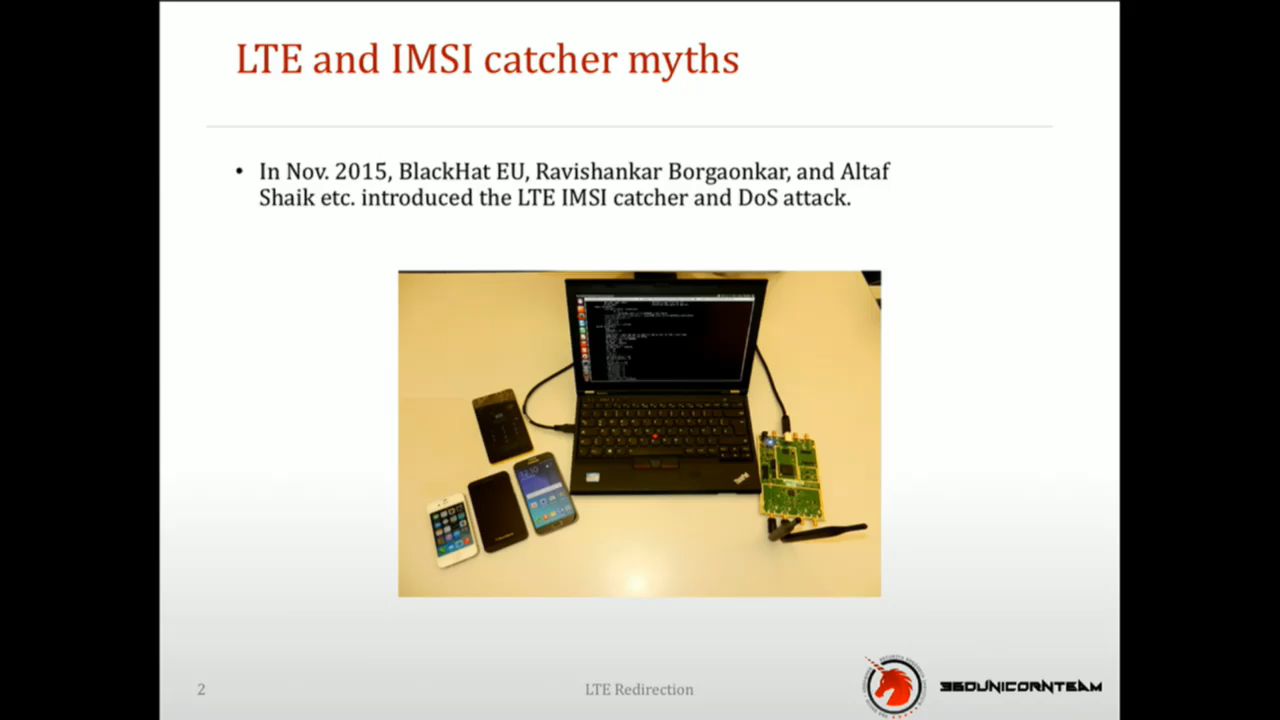 LTE and IMSI catcher myths
• In Nov. 2015, BlackHat EU, Ravishankar Borgaonkar, and Altaf
Shaik etc. introduced the LTE IMSI catcher and DoS attack.
ThinkPad
2
LTE Redirection
360UNICORNTEAM